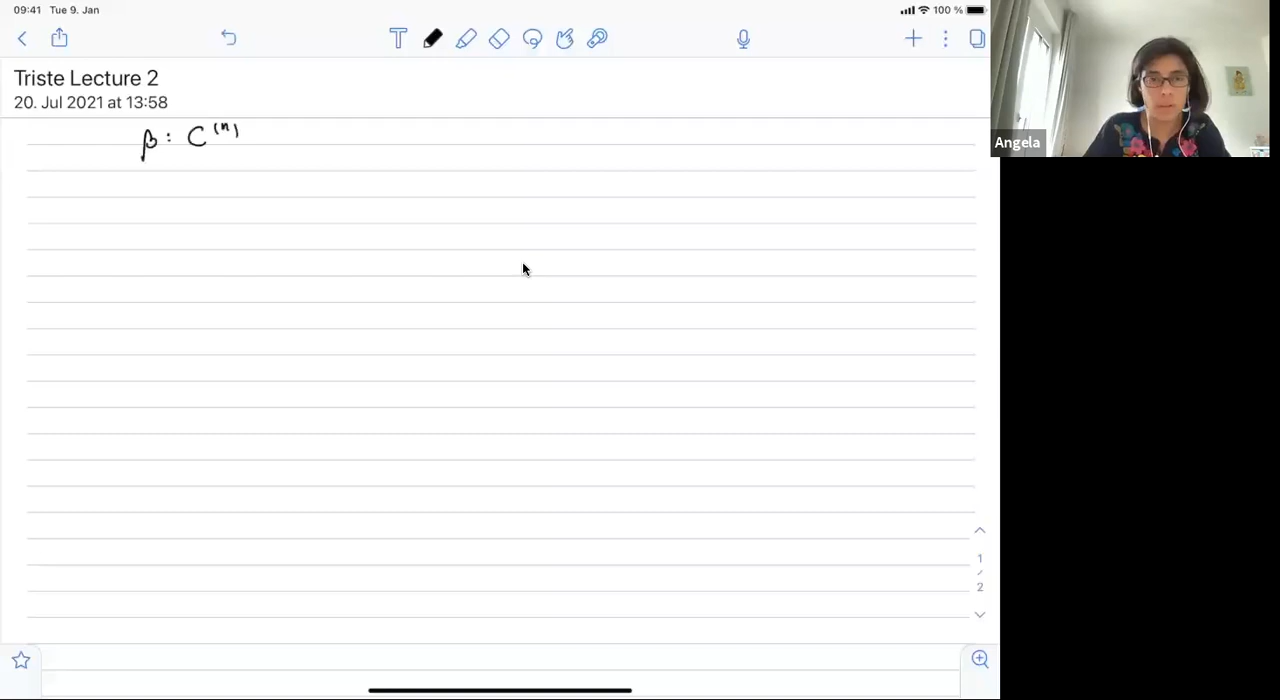 09:41 Tue 9. Jan 100 %
T
Triste Lecture 2
20. Jul 2021 at 13:58
Angela
β: C⁽ⁿ⁾
1
/
2